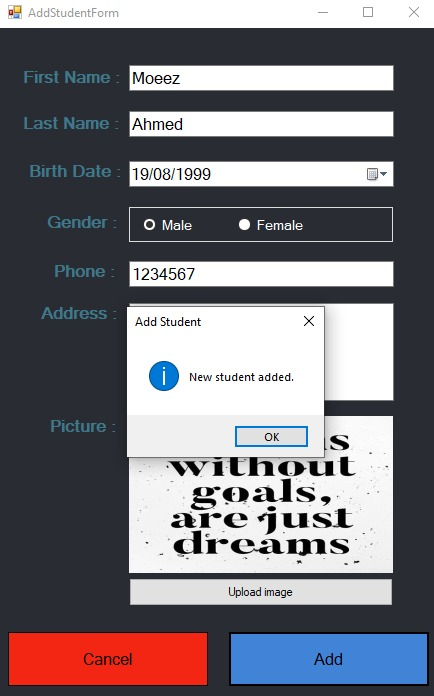 AddStudentForm
First Name : Moeez
Last Name : Ahmed
Birth Date : 19/08/1999
Gender : Male Female
Phone : 1234567
Address :
Add Student
New student added.
OK
Picture :
without
goals,
are just
dreams
Upload image
Cancel Add